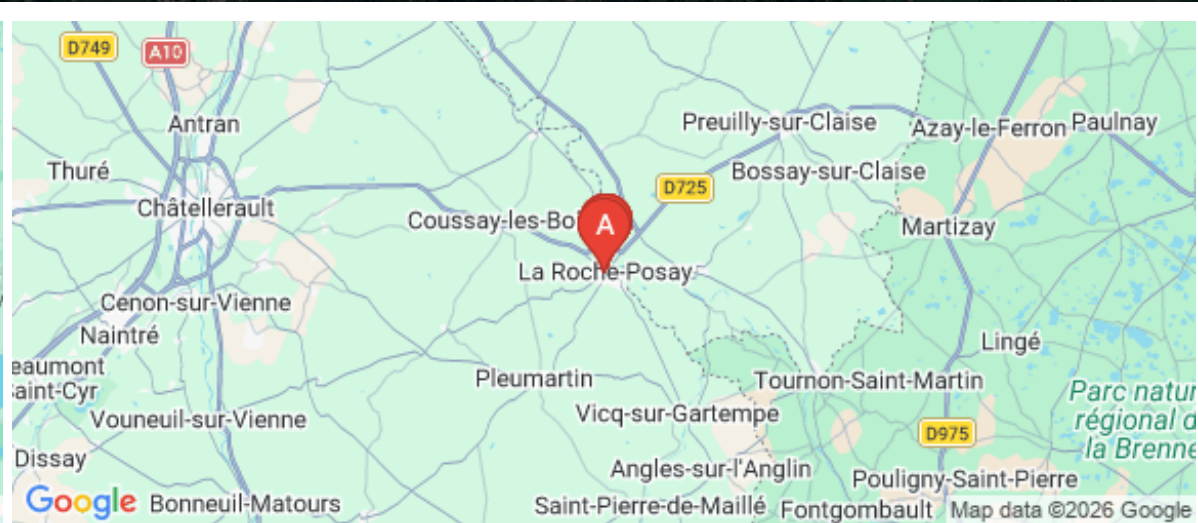 D749
A10
Antran
Preuilly-sur-Claise
Azay-le-Ferron
Paulnay
Thuré
Bossay-sur-Claise
D725
Châtellerault
Coussay-les-Boi
A
Martizay
La Roche-Posay
Cenon-sur-Vienne
Naintré
Lingé
eaumont
aint-Cyr
Pleumartin
Tournon-Saint-Martin
Parc natur
régional d
la Brenne
Vouneuil-sur-Vienne
Vicq-sur-Gartempe
D975
Dissay
Angles-sur-l'Anglin
Pouligny-Saint-Pierre
Google
Bonneuil-Matours
Saint-Pierre-de-Maillé
Fontgombault
Map data ©2026 Google